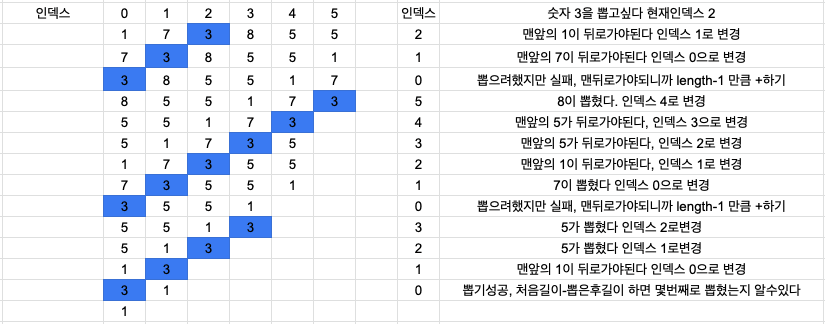 인덱스 0 1 2 3 4 5 인덱스 숫자 3을 뽑고싶다 현재인덱스 2
1 7 3 8 5 5 2 맨앞의 1이 뒤로가야된다 인덱스 1로 변경
7 3 8 5 5 1 1 맨앞의 7이 뒤로가야된다 인덱스 0으로 변경
3 8 5 5 1 7 0 뽑으려했지만 실패, 맨뒤로가야되니까 length-1 만큼 +하기
8 5 5 1 7 3 5 8이 뽑혔다. 인덱스 4로 변경
5 5 1 7 3 4 맨앞의 5가 뒤로가야된다, 인덱스 3으로 변경
5 1 7 3 5 3 맨앞의 5가 뒤로가야된다, 인덱스 2로 변경
1 7 3 5 5 2 맨앞의 1이 뒤로가야된다, 인덱스 1로 변경
7 3 5 5 1 1 7이 뽑혔다 인덱스 0으로 변경
3 5 5 1 0 뽑으려했지만 실패, 맨뒤로가야되니까 length-1 만큼 +하기
5 5 1 3 3 5가 뽑혔다 인덱스 2로변경
5 1 3 2 5가 뽑혔다 인덱스 1로변경
1 3 1 맨앞의 1이 뒤로가야된다 인덱스 0으로 변경
3 1 0 뽑기성공, 처음길이-뽑은후길이 하면 몇번째로 뽑혔는지 알수있다
1